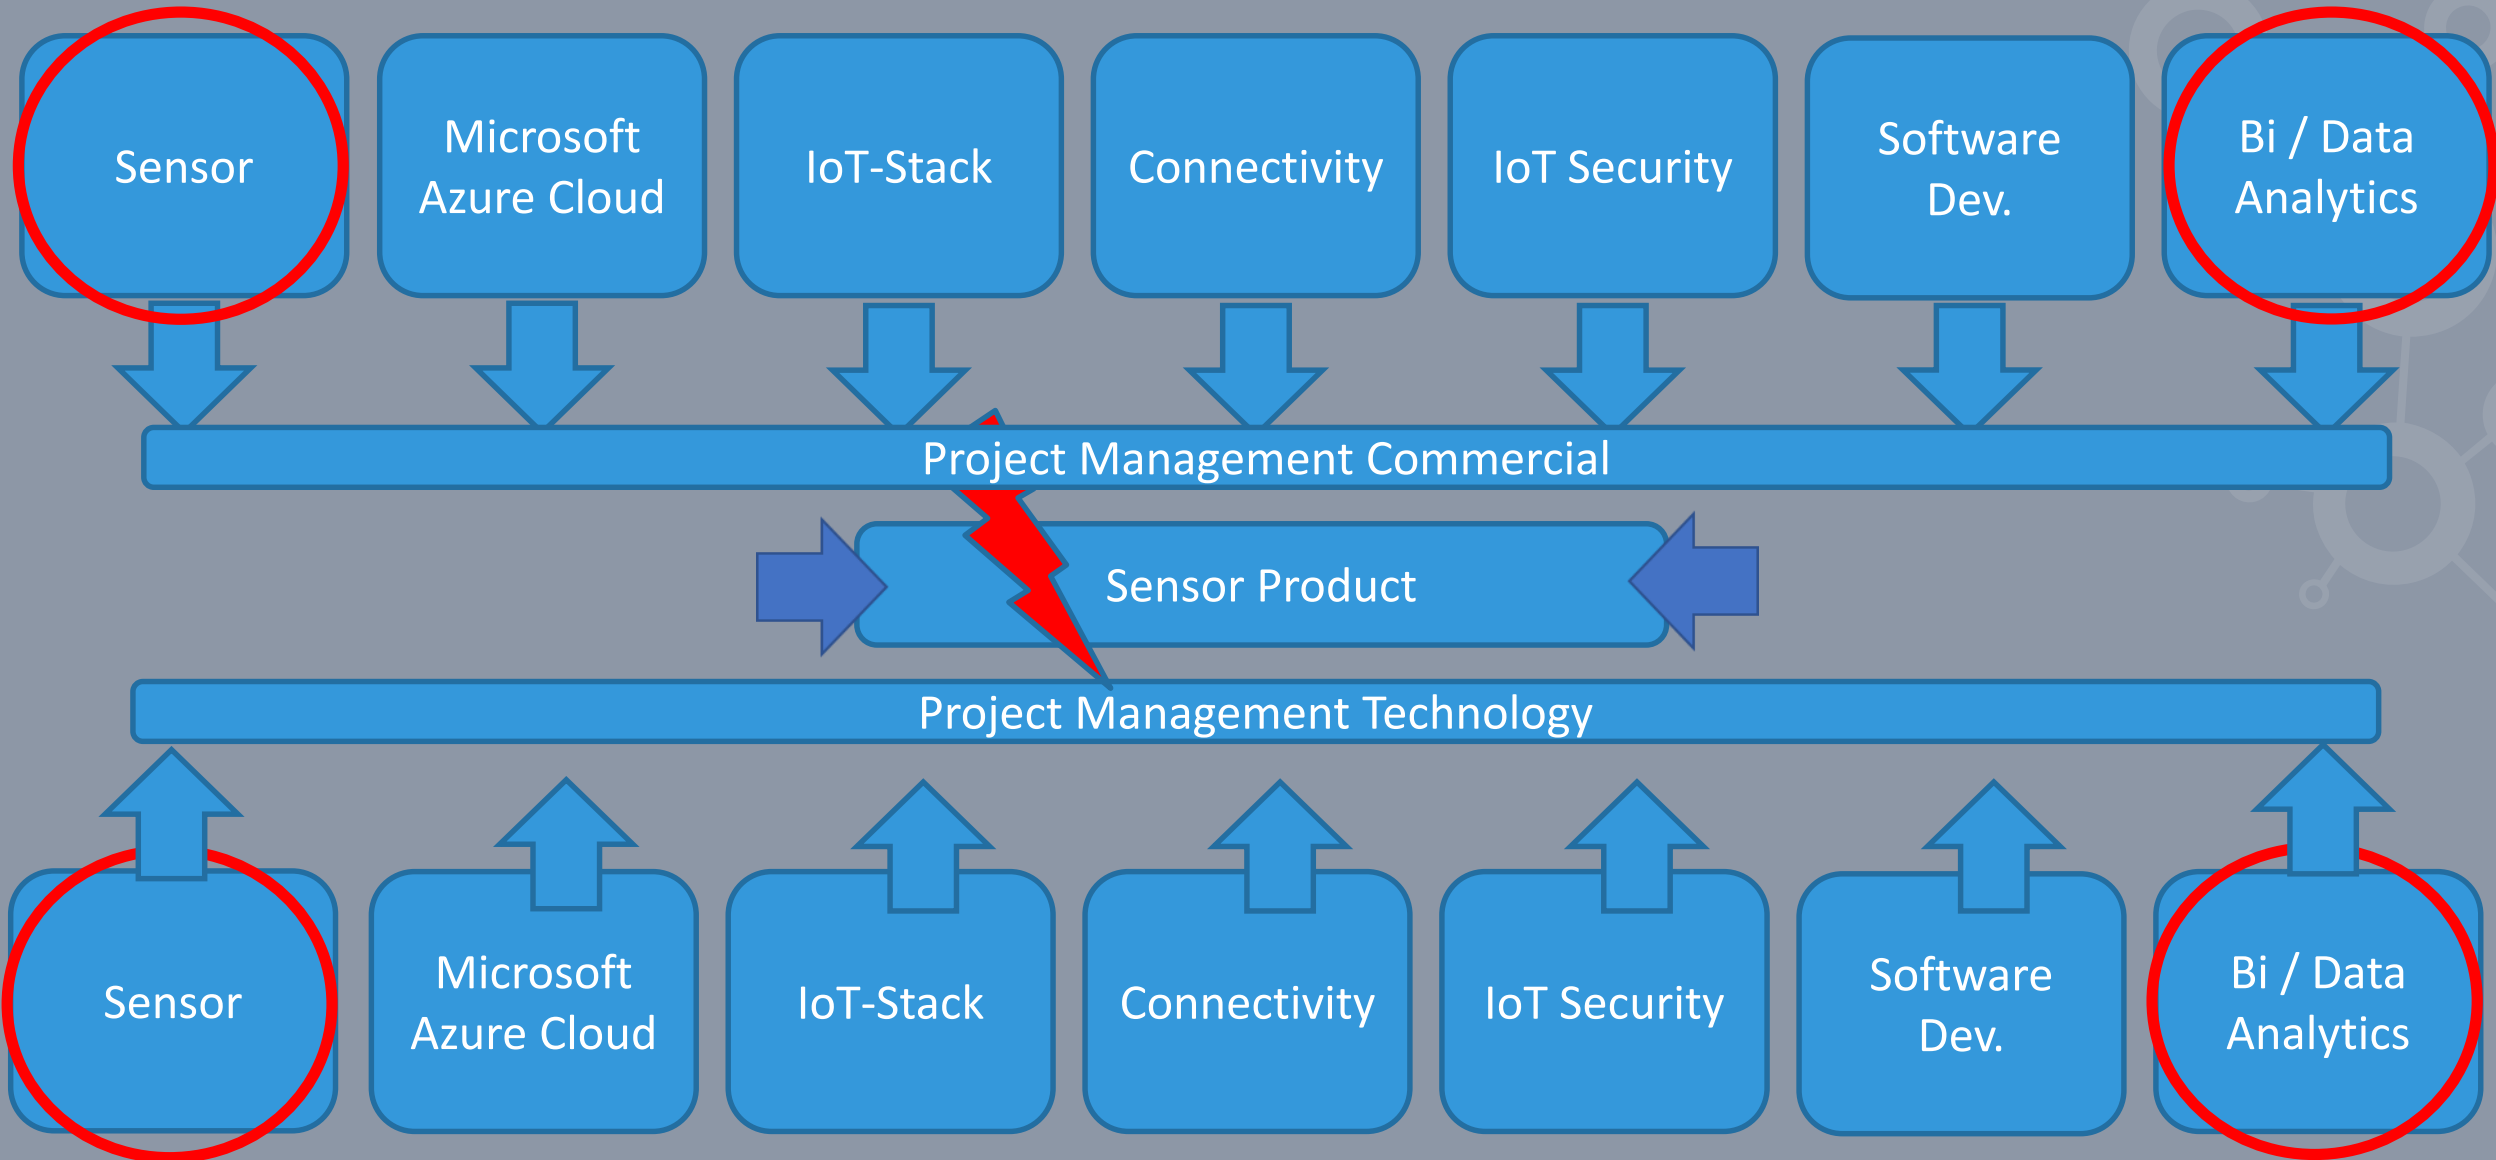 Sensor
Microsoft
Azure Cloud
IoT-Stack
Connectivity
IoT Security
Software
Dev.
Bi / Data
Analytics
Project Management Commercial
Sensor Product
Project Mangement Technology
Sensor
Microsoft
Azure Cloud
IoT-Stack
Connectivity
IoT Security
Software
Dev.
Bi / Data
Analytics